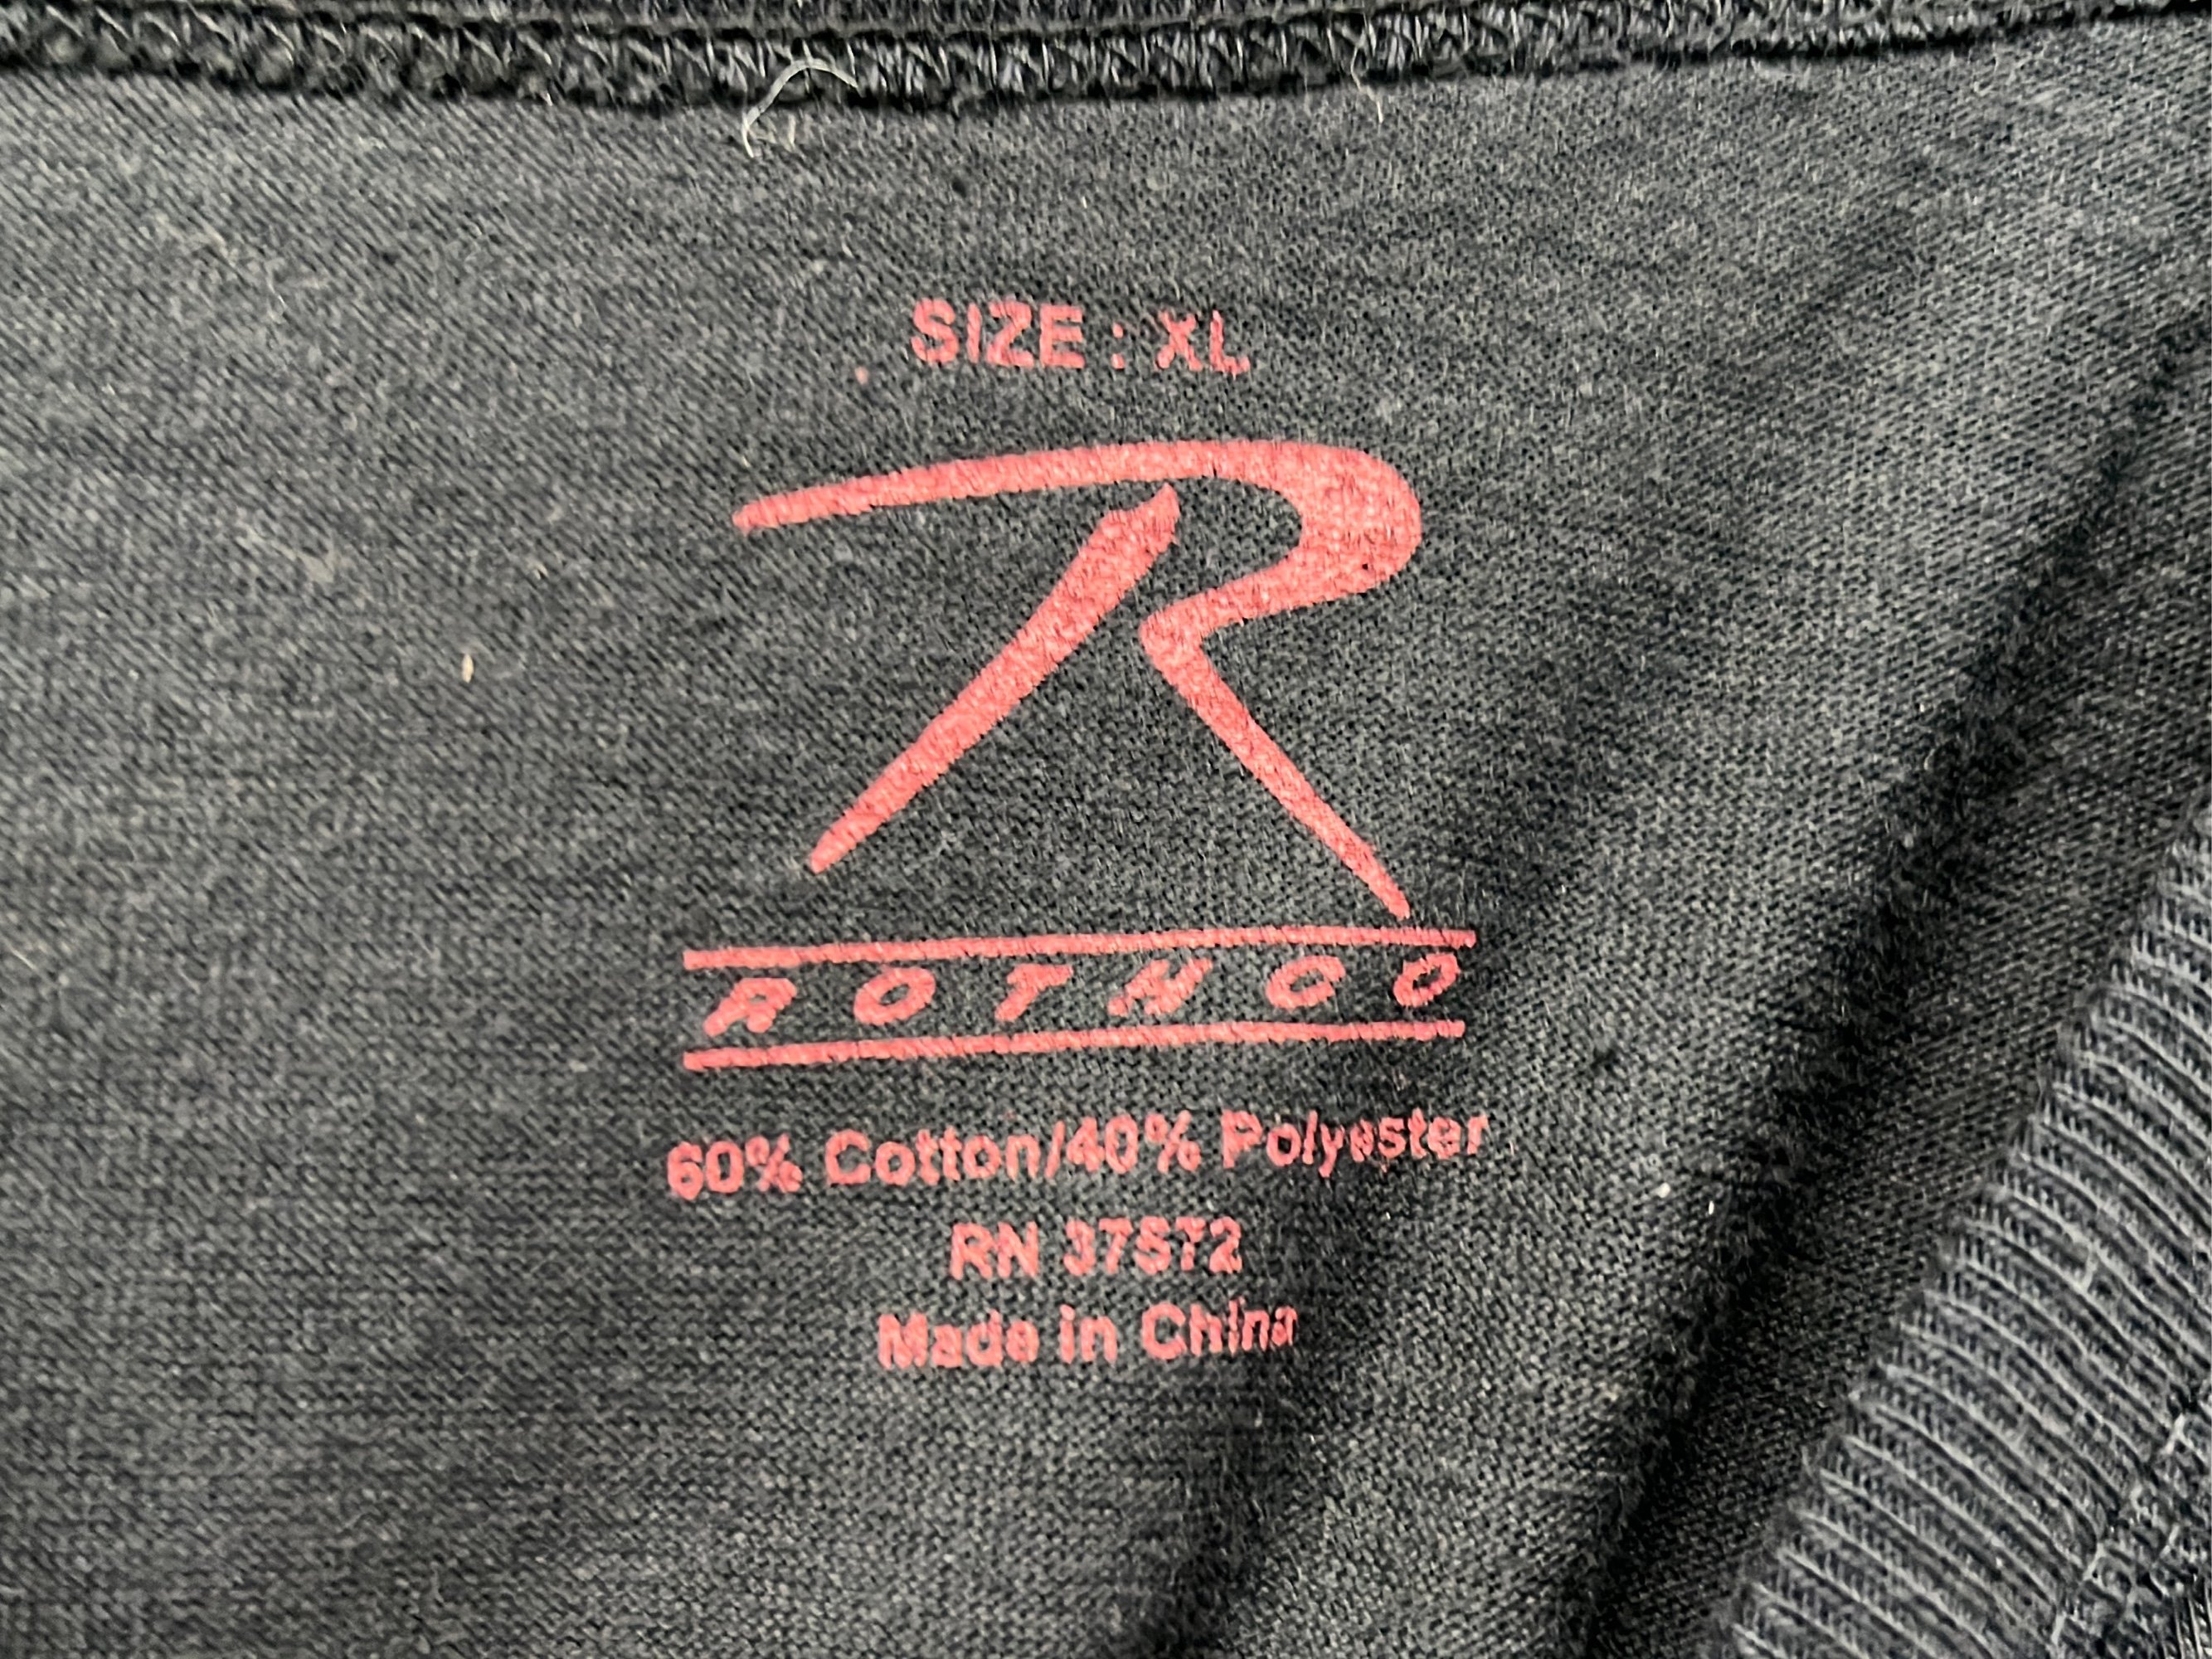 SIZE : XL
R
ROTHCO
60% Cotton/40% Polyester
RN 37572
Made in China